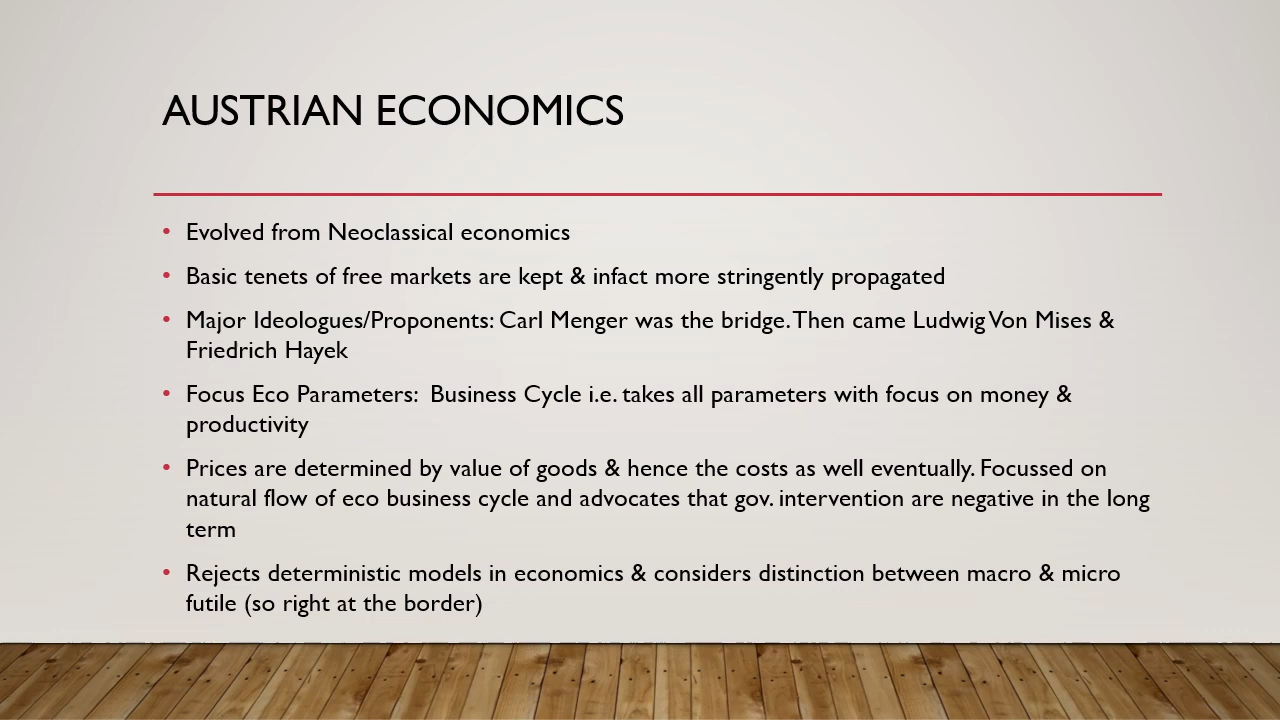 AUSTRIAN ECONOMICS
• Evolved from Neoclassical economics
• Basic tenets of free markets are kept & infact more stringently propagated
• Major Ideologues/Proponents: Carl Menger was the bridge. Then came Ludwig Von Mises &
Friedrich Hayek
• Focus Eco Parameters:  Business Cycle i.e. takes all parameters with focus on money &
productivity
• Prices are determined by value of goods & hence the costs as well eventually. Focussed on
natural flow of eco business cycle and advocates that gov. intervention are negative in the long
term
• Rejects deterministic models in economics & considers distinction between macro & micro
futile (so right at the border)